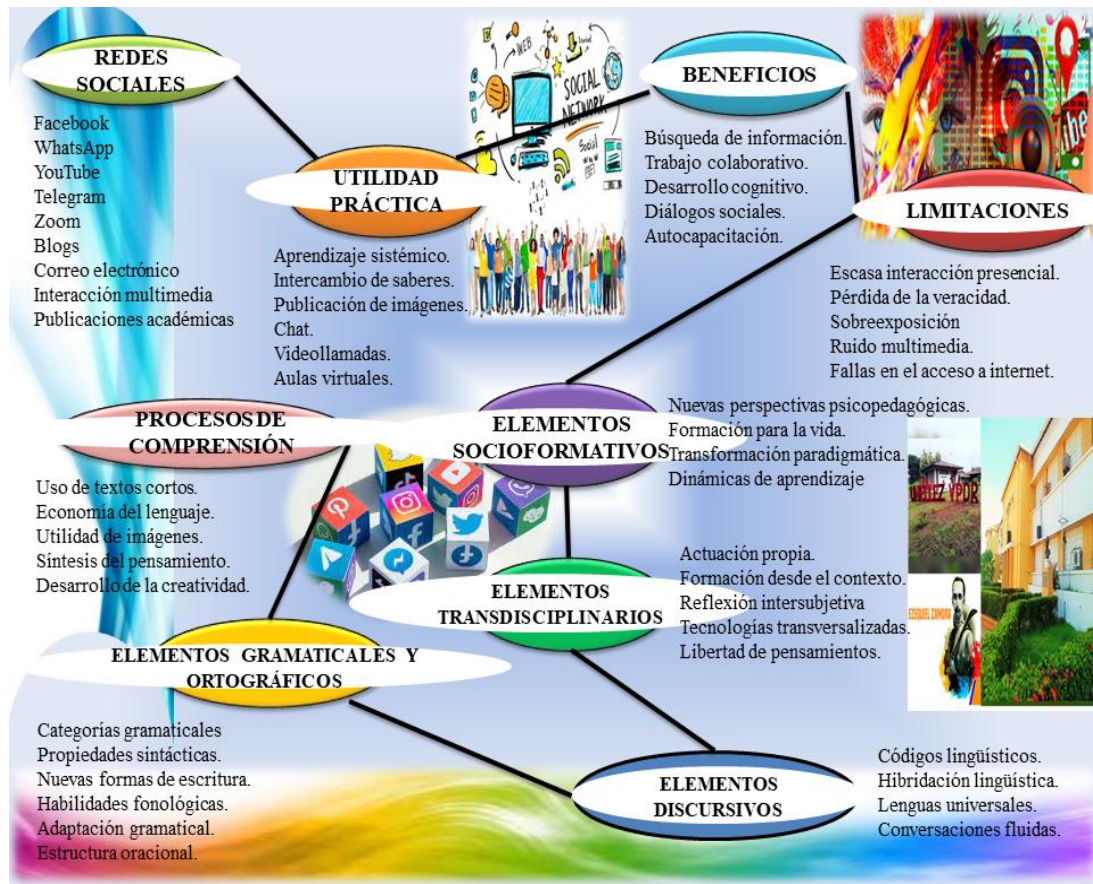 REDES
SOCIALES
Facebook
WhatsApp
YouTube
Telegram
Zoom
Blogs
Correo electrónico
Interacción multimedia
Publicaciones académicas
UTILIDAD
PRÁCTICA
Aprendizaje sistémico.
Intercambio de saberes.
Publicación de imágenes.
Chat.
Videollamadas.
Aulas virtuales.
WEB
SOCIAL
NETWORK
Social
BENEFICIOS
Búsqueda de información.
Trabajo colaborativo.
Desarrollo cognitivo.
Diálogos sociales.
Autocapacitación.
LIMITACIONES
Escasa interacción presencial.
Pérdida de la veracidad.
Sobreexposición
Ruido multimedia.
Fallas en el acceso a internet.
PROCESOS DE
COMPRENSIÓN
Uso de textos cortos.
Economía del lenguaje.
Utilidad de imágenes.
Síntesis del pensamiento.
Desarrollo de la creatividad.
ELEMENTOS
SOCIOFORMATIVOS
Nuevas perspectivas psicopedagógicas.
Formación para la vida.
Transformación paradigmática.
Dinámicas de aprendizaje
ELEMENTOS
TRANSDISCIPLINARIOS
Actuación propia.
Formación desde el contexto.
Reflexión intersubjetiva
Tecnologías transversalizadas.
Libertad de pensamientos.
EZEQUIEL ZAMORA
ELEMENTOS GRAMATICALES Y
ORTOGRÁFICOS
Categorías gramaticales
Propiedades sintácticas.
Nuevas formas de escritura.
Habilidades fonológicas.
Adaptación gramatical.
Estructura oracional.
ELEMENTOS
DISCURSIVOS
Códigos lingüísticos.
Hibridación lingüística.
Lenguas universales.
Conversaciones fluidas.